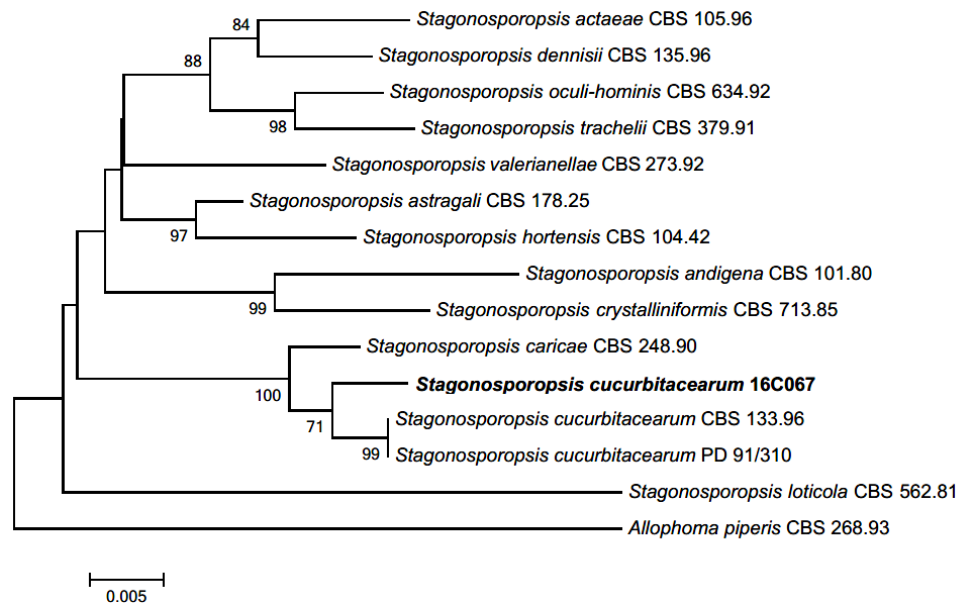 Stagonosporopsis actaeae CBS 105.96
84
Stagonosporopsis dennisii CBS 135.96
88
Stagonosporopsis oculi-hominis CBS 634.92
98
Stagonosporopsis trachelii CBS 379.91
Stagonosporopsis valerianellae CBS 273.92
Stagonosporopsis astragali CBS 178.25
97
Stagonosporopsis hortensis CBS 104.42
Stagonosporopsis andigena CBS 101.80
99
Stagonosporopsis crystalliniformis CBS 713.85
Stagonosporopsis caricae CBS 248.90
100
Stagonosporopsis cucurbitacearum 16C067
71
Stagonosporopsis cucurbitacearum CBS 133.96
99
Stagonosporopsis cucurbitacearum PD 91/310
Stagonosporopsis loticola CBS 562.81
Allophoma piperis CBS 268.93
0.005